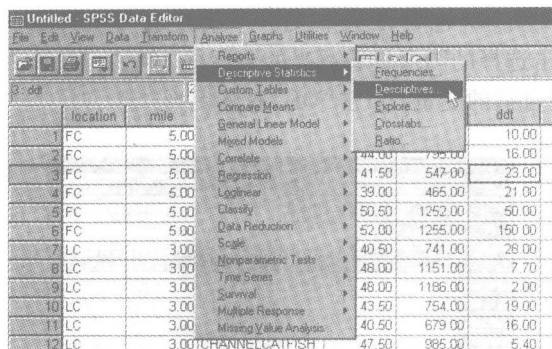 Untitled - SPSS Data Editor
File Edit View Data Transform Analyze Graphs Utilities Window Help
Reports
Descriptive Statistics
Custom Tables
Compare Means
General Linear Model
Mixed Models
Correlate
Regression
Loglinear
Classify
Data Reduction
Scale
Nonparametric Tests
Time Series
Survival
Multiple Response
Missing Value Analysis
Frequencies...
Descriptives...
Explore...
Crosstabs...
Ratio...
3 : ddt
location mile ddt
1 FC 5.00 10.00
2 FC 5.00 44.00 795.00 16.00
3 FC 5.00 41.50 547.00 23.00
4 FC 5.00 39.00 465.00 21.00
5 FC 5.00 50.50 1252.00 50.00
6 FC 5.00 52.00 1255.00 150.00
7 LC 3.00 40.50 741.00 28.00
8 LC 3.00 48.00 1151.00 7.70
9 LC 3.00 48.00 1186.00 2.00
10 LC 3.00 43.50 754.00 19.00
11 LC 3.00 40.50 679.00 16.00
12 LC 3.00 CHANNELCATFISH 47.50 985.00 5.40